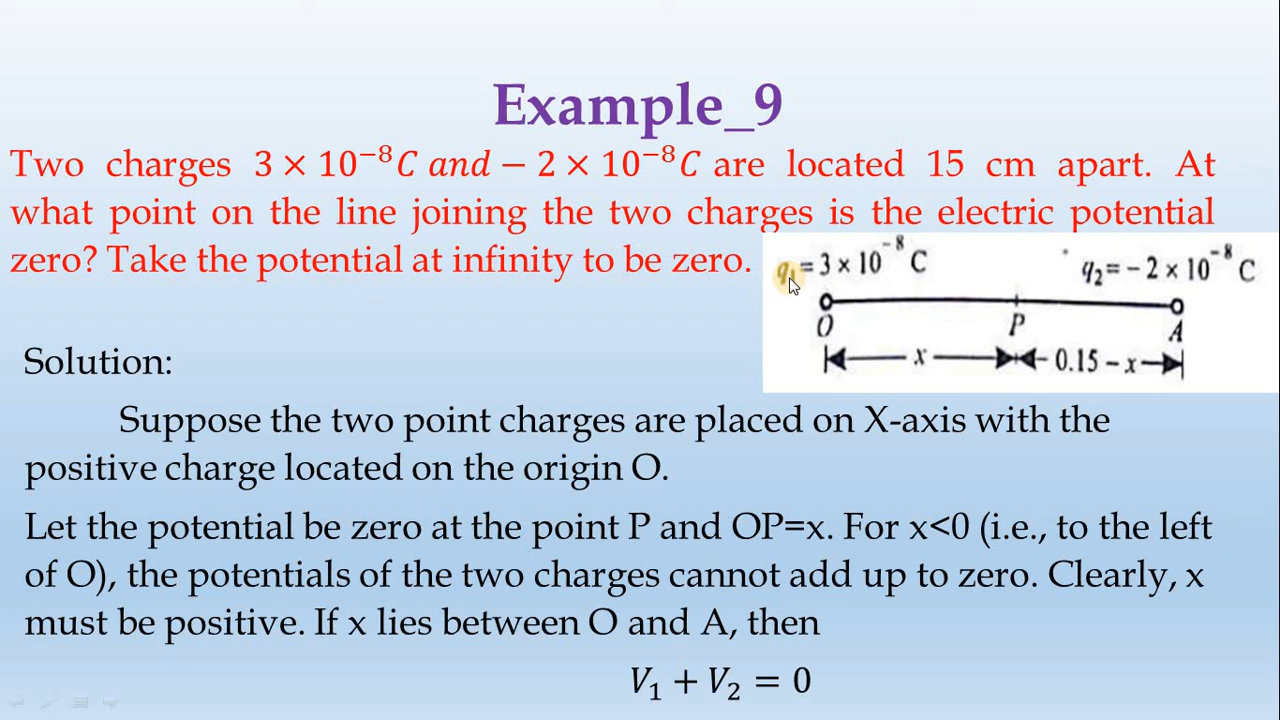 Example_9
Two charges 3 × 10⁻⁸C and − 2 × 10⁻⁸C are located 15 cm apart. At
what point on the line joining the two charges is the electric potential
zero? Take the potential at infinity to be zero.
q₁ = 3 × 10⁻⁸ C q₂ = − 2 × 10⁻⁸ C
O P A
x 0.15 − x
Solution:
Suppose the two point charges are placed on X-axis with the
positive charge located on the origin O.
Let the potential be zero at the point P and OP=x. For x<0 (i.e., to the left
of O), the potentials of the two charges cannot add up to zero. Clearly, x
must be positive. If x lies between O and A, then
V₁ + V₂ = 0